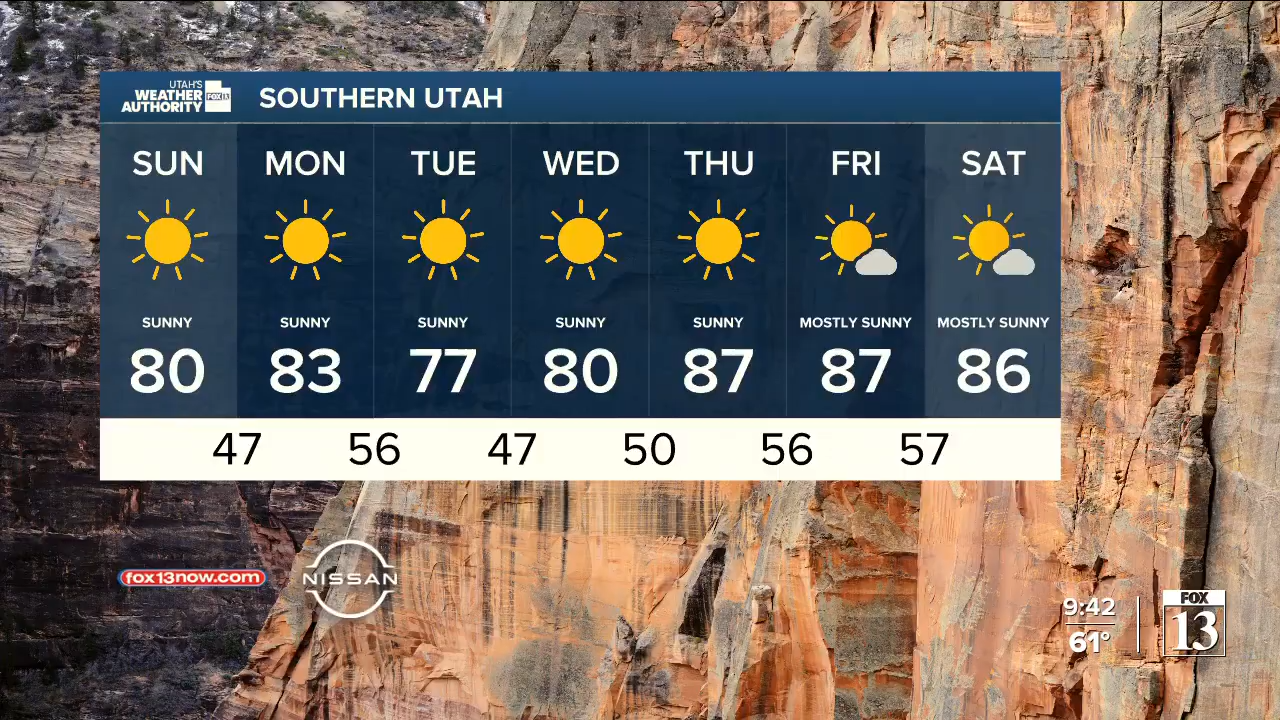 UTAH'S
WEATHER
AUTHORITY
FOX 13
SOUTHERN UTAH
SUN MON TUE WED THU FRI SAT
SUNNY SUNNY SUNNY SUNNY SUNNY MOSTLY SUNNY MOSTLY SUNNY
80 83 77 80 87 87 86
47 56 47 50 56 57
fox13now.com
NISSAN
9:42
61°
FOX
13